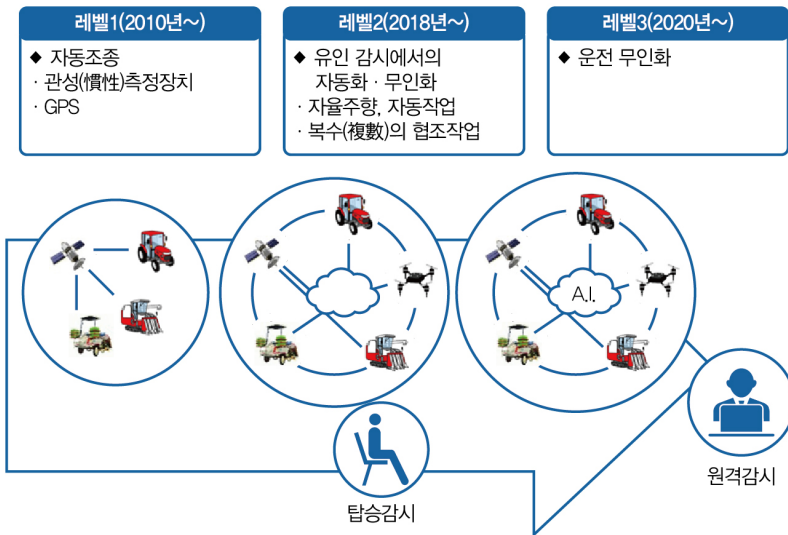 레벨1(2010년~)
◆ 자동조종
· 관성(慣性)측정장치
· GPS
레벨2(2018년~)
◆ 유인 감시에서의
자동화 · 무인화
· 자율주향, 자동작업
· 복수(複數)의 협조작업
레벨3(2020년~)
◆ 운전 무인화
A.I.
탑승감시
원격감시